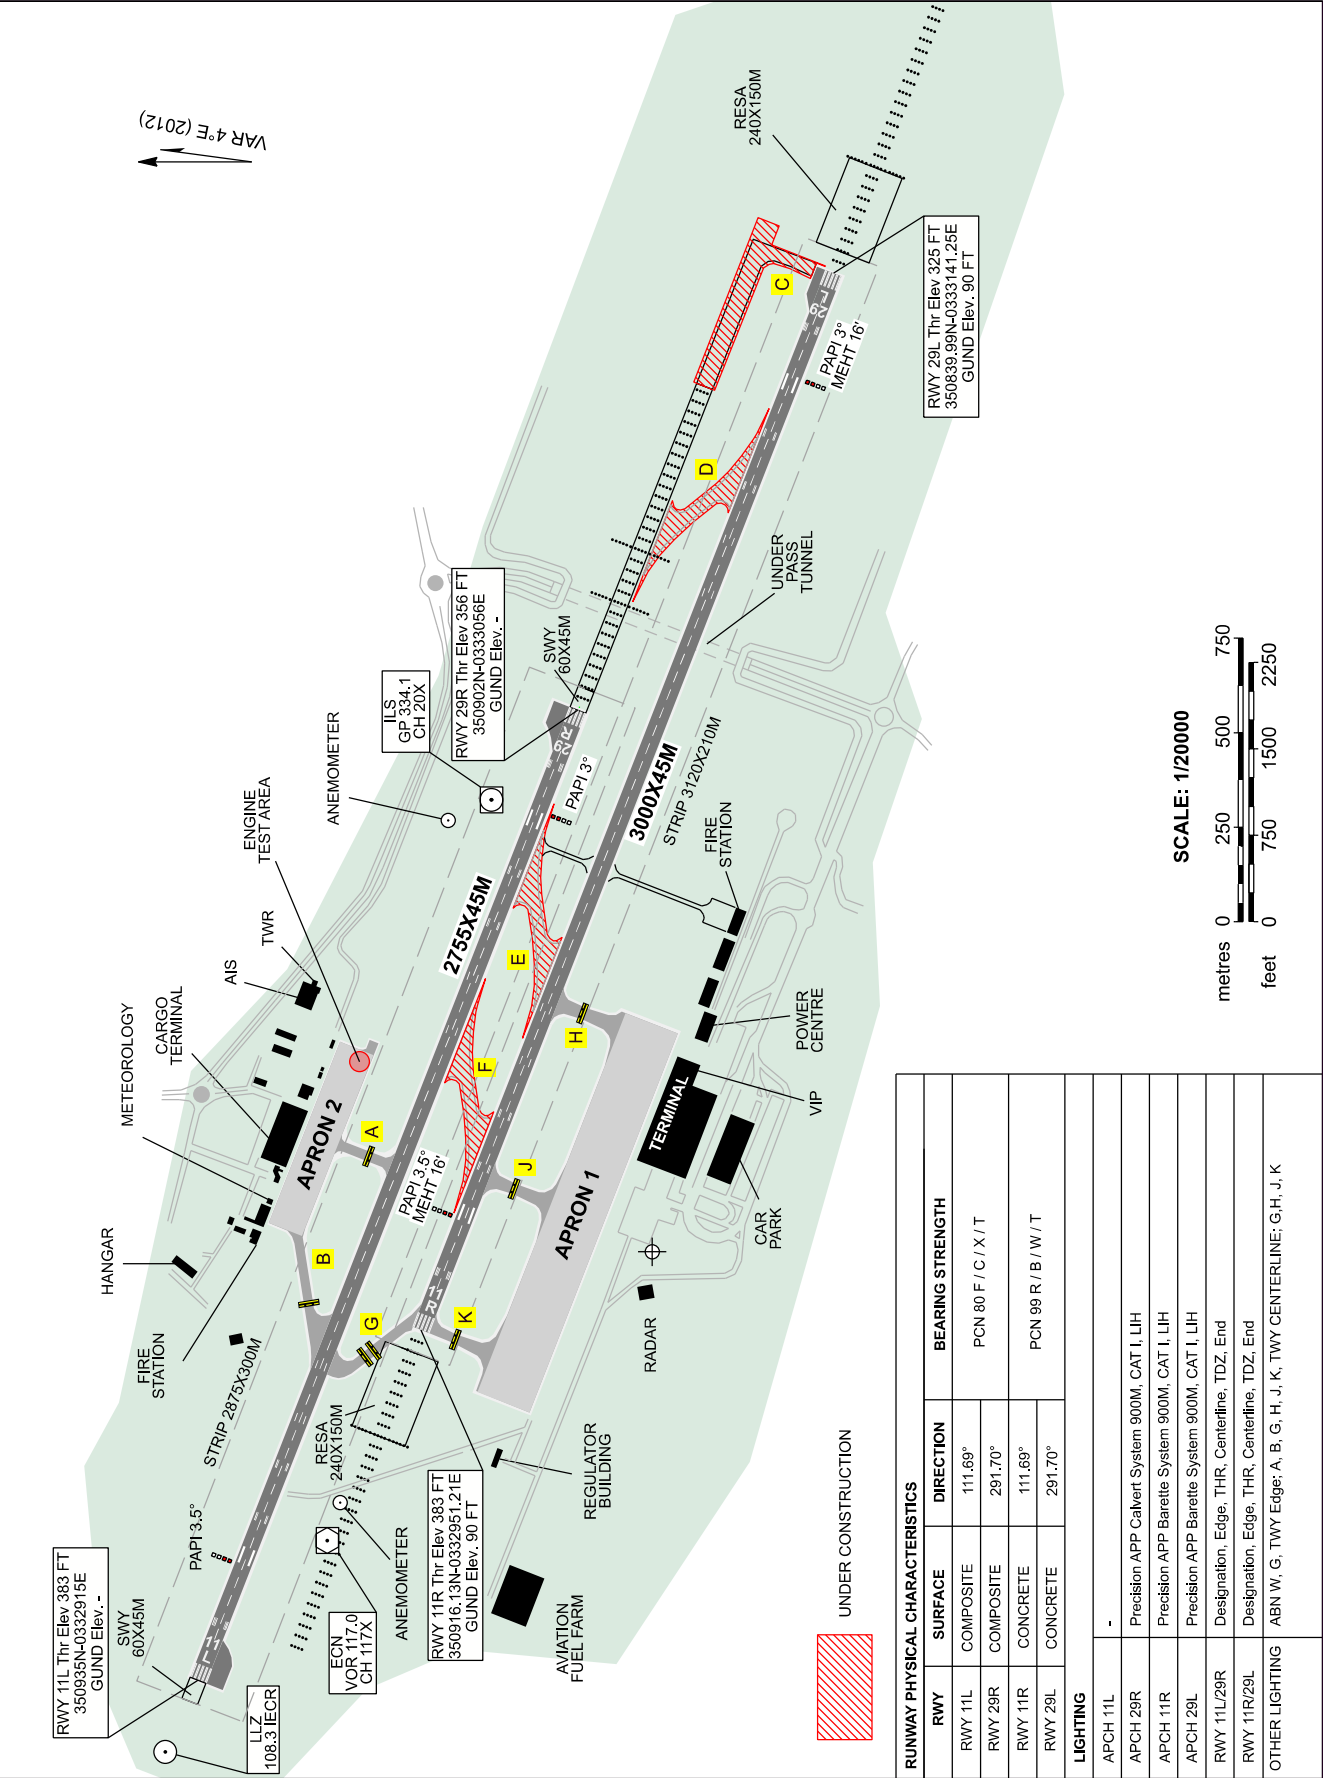 VAR 4°E (2012)
RESA
240X150M
RWY 29L Thr Elev 325 FT
350839.99N-0333141.25E
GUND Elev. 90 FT
C
29 L
PAPI 3°
MEHT 16'
D
UNDER
PASS
TUNNEL
SWY
60X45M
RWY 29R Thr Elev 356 FT
350902N-0333056E
GUND Elev. -
ILS
GP 334.1
CH 20X
ANEMOMETER
29 R
PAPI 3°
3000X45M
STRIP 3120X210M
FIRE
STATION
ENGINE
TEST AREA
TWR
AIS
CARGO
TERMINAL
METEOROLOGY
2755X45M
E
F
H
J
K
A
B
G
APRON 2
APRON 1
TERMINAL
POWER
CENTRE
VIP
CAR
PARK
RADAR
PAPI 3.5°
MEHT 16'
11 R
HANGAR
FIRE
STATION
STRIP 2875X300M
RESA
240X150M
PAPI 3.5°
RWY 11L Thr Elev 383 FT
350935N-0332915E
GUND Elev. -
SWY
60X45M
11 L
LLZ
108.3 IECR
ECN
VOR 117.0
CH 117X
ANEMOMETER
RWY 11R Thr Elev 383 FT
350916.13N-0332951.21E
GUND Elev. 90 FT
REGULATOR
BUILDING
AVIATION
FUEL FARM
SCALE: 1/20000
metres 0 250 500 750
feet 0 750 1500 2250
UNDER CONSTRUCTION
RUNWAY PHYSICAL CHARACTERISTICS
RWY SURFACE DIRECTION BEARING STRENGTH
RWY 11L COMPOSITE 111.69° PCN 80 F / C / X / T
RWY 29R COMPOSITE 291.70°
RWY 11R CONCRETE 111.69° PCN 99 R / B / W / T
RWY 29L CONCRETE 291.70°
LIGHTING
APCH 11L -
APCH 29R Precision APP Calvert System 900M, CAT I, LIH
APCH 11R Precision APP Barette System 900M, CAT I, LIH
APCH 29L Precision APP Barette System 900M, CAT I, LIH
RWY 11L/29R Designation, Edge, THR, Centerline, TDZ, End
RWY 11R/29L Designation, Edge, THR, Centerline, TDZ, End
OTHER LIGHTING ABN W, G, TWY Edge; A, B, G, H, J, K, TWY CENTERLINE; G,H, J, K